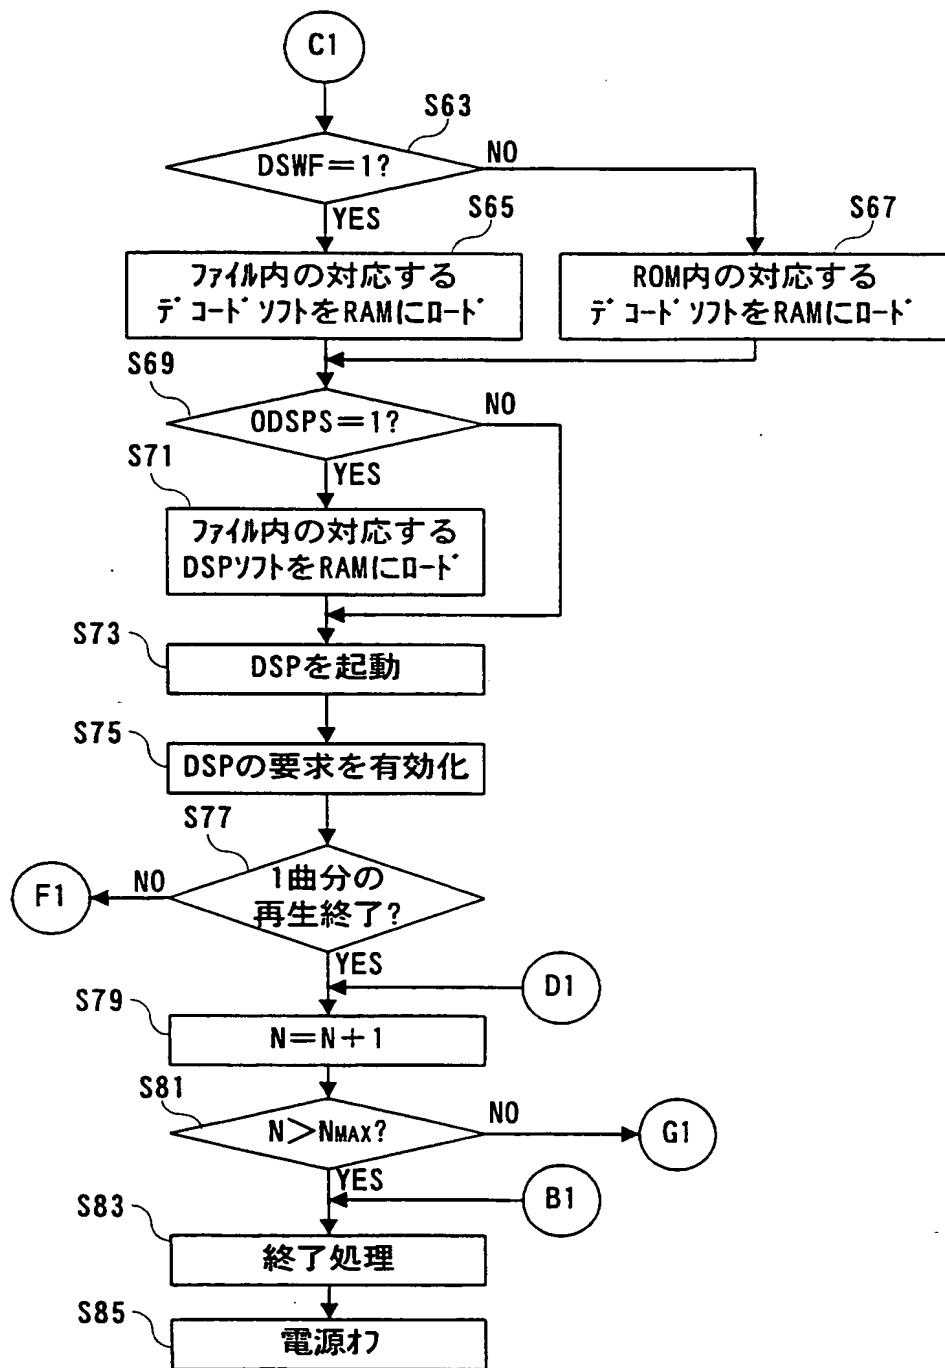 C1
S63
DSWF=1?
NO
YES
S65
S67
ファイル内の対応する
デコードソフトをRAMにロード
ROM内の対応する
デコードソフトをRAMにロード
S69
ODSPS=1?
NO
S71
YES
ファイル内の対応する
DSPソフトをRAMにロード
S73
DSPを起動
S75
DSPの要求を有効化
S77
1曲分の
再生終了?
NO
F1
YES
D1
S79
N=N+1
S81
N>NMAX?
NO
G1
YES
B1
S83
終了処理
S85
電源オフ